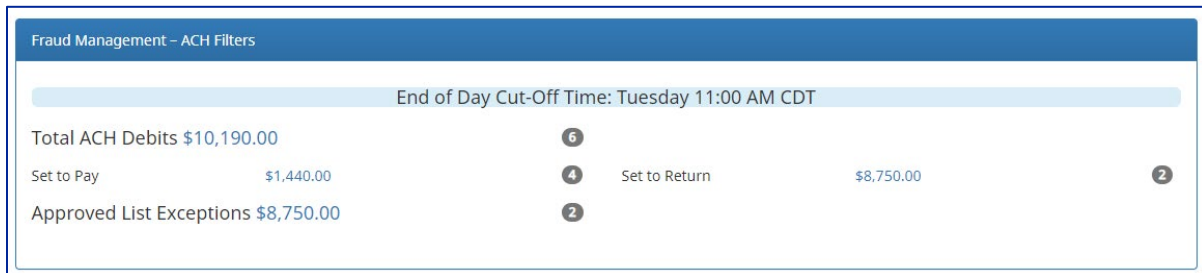 Fraud Management – ACH Filters
End of Day Cut-Off Time: Tuesday 11:00 AM CDT
Total ACH Debits $10,190.00 6
Set to Pay $1,440.00 4 Set to Return $8,750.00 2
Approved List Exceptions $8,750.00 2